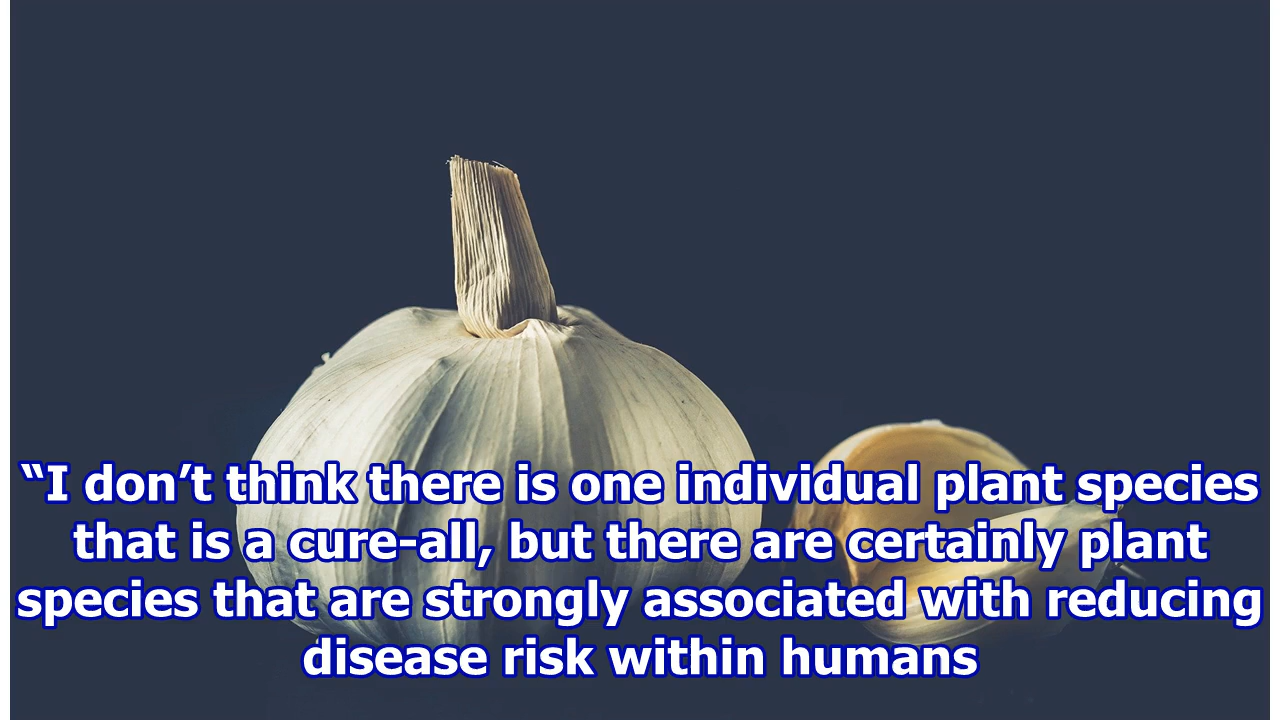 “I don’t think there is one individual plant species
that is a cure-all, but there are certainly plant
species that are strongly associated with reducing
disease risk within humans